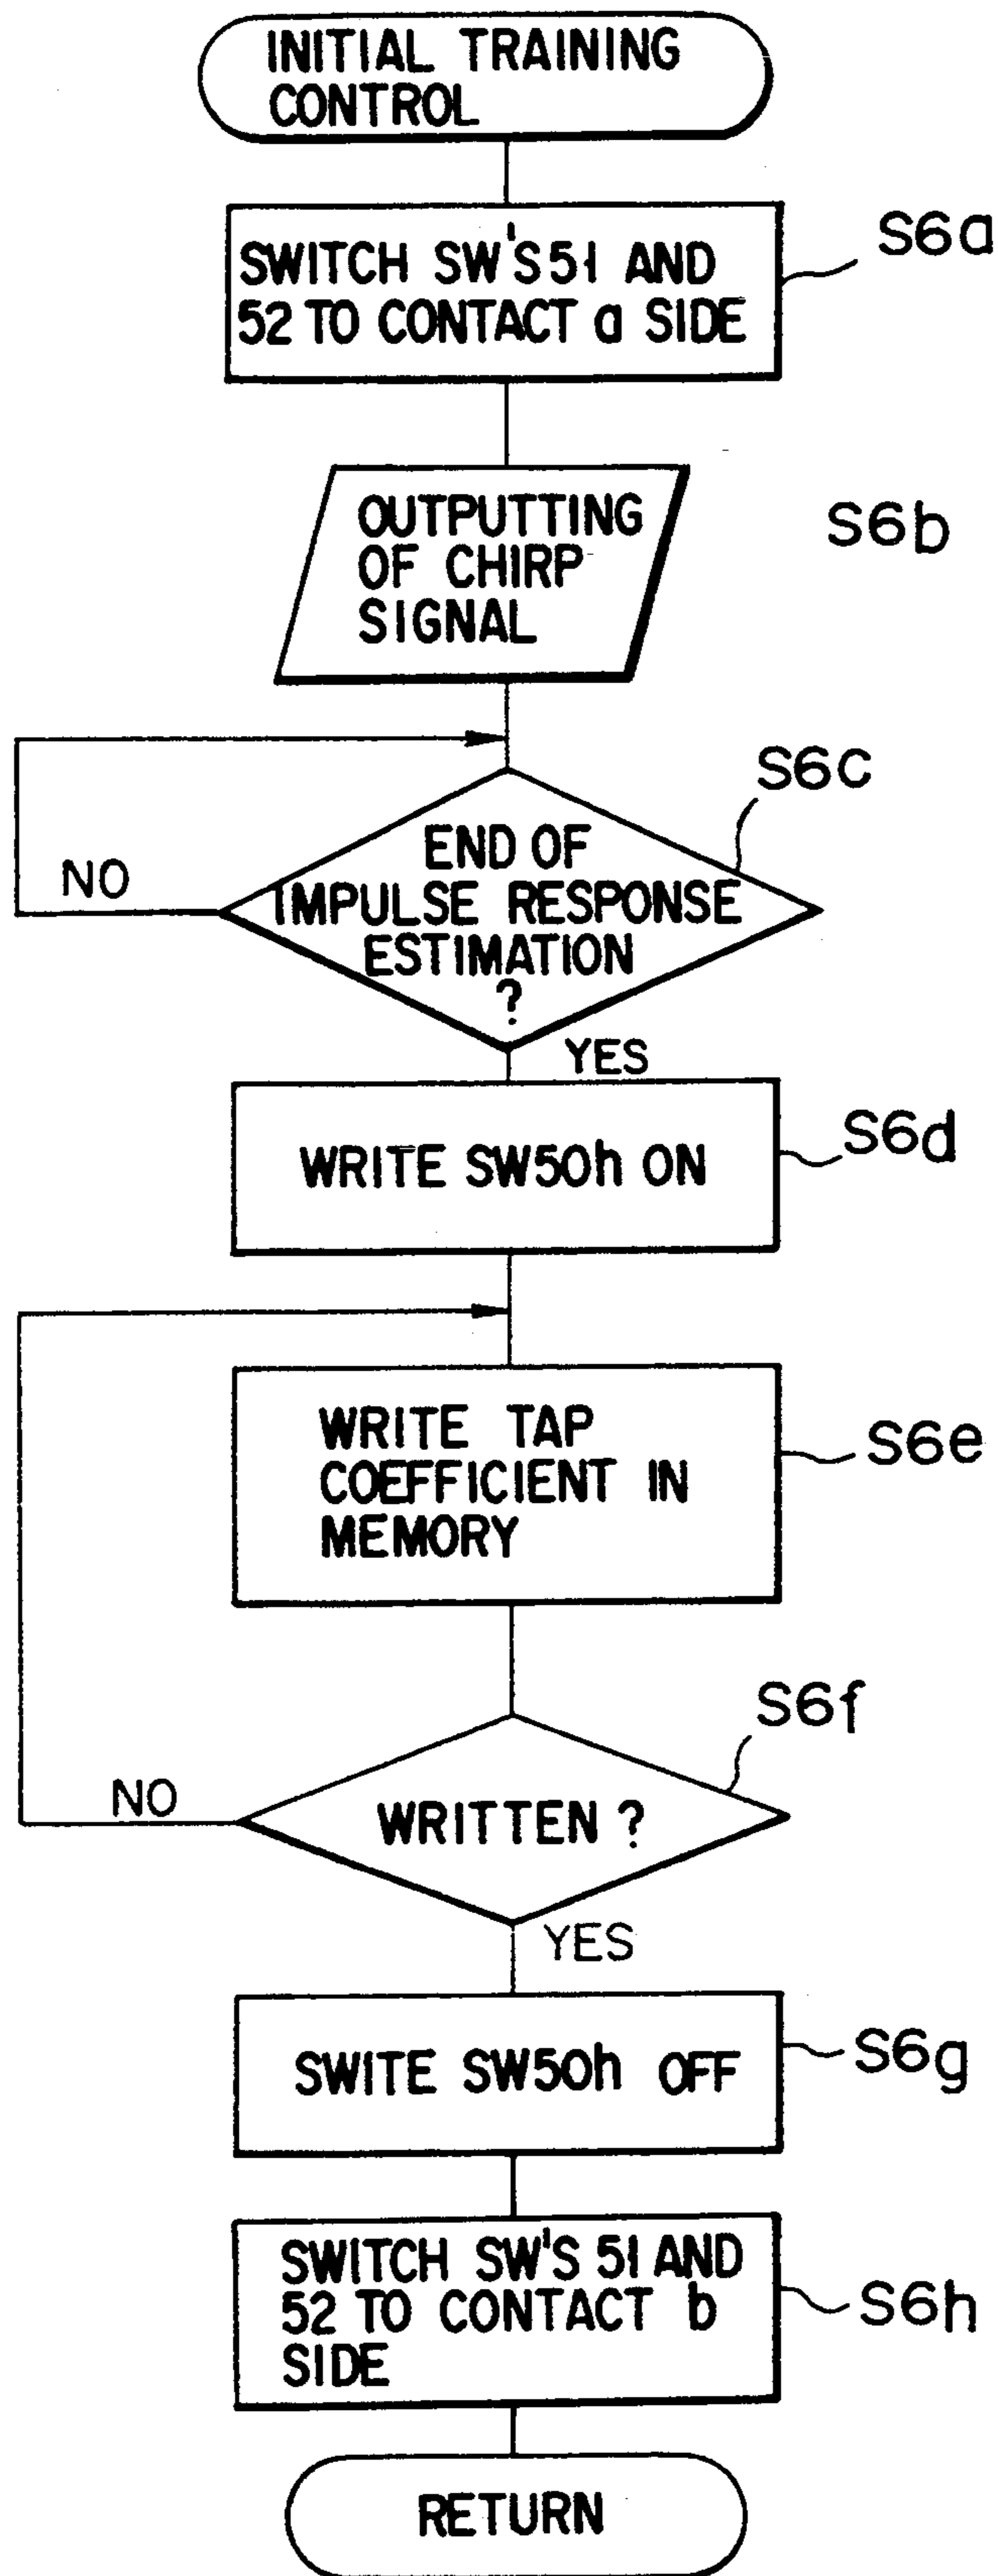 INITIAL TRAINING
CONTROL
SWITCH SW'S 51 AND
52 TO CONTACT a SIDE
S6a
OUTPUTTING
OF CHIRP
SIGNAL
S6b
S6c
END OF
IMPULSE RESPONSE
ESTIMATION
?
NO
YES
WRITE SW50h ON
S6d
WRITE TAP
COEFFICIENT IN
MEMORY
S6e
S6f
WRITTEN ?
NO
YES
SWITE SW50h OFF
S6g
SWITCH SW'S 51 AND
52 TO CONTACT b
SIDE
S6h
RETURN